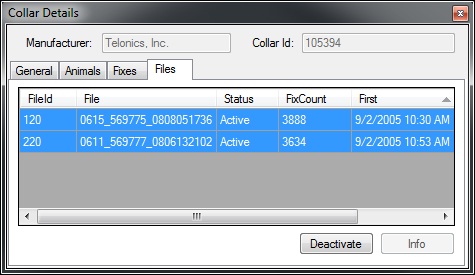 Collar Details
Manufacturer: Telonics, Inc. Collar Id: 105394
General Animals Fixes Files
FileId File Status FixCount First
120 0615_569775_0808051736 Active 3888 9/2/2005 10:30 AM
220 0611_569777_0806132102 Active 3634 9/2/2005 10:53 AM
Deactivate Info